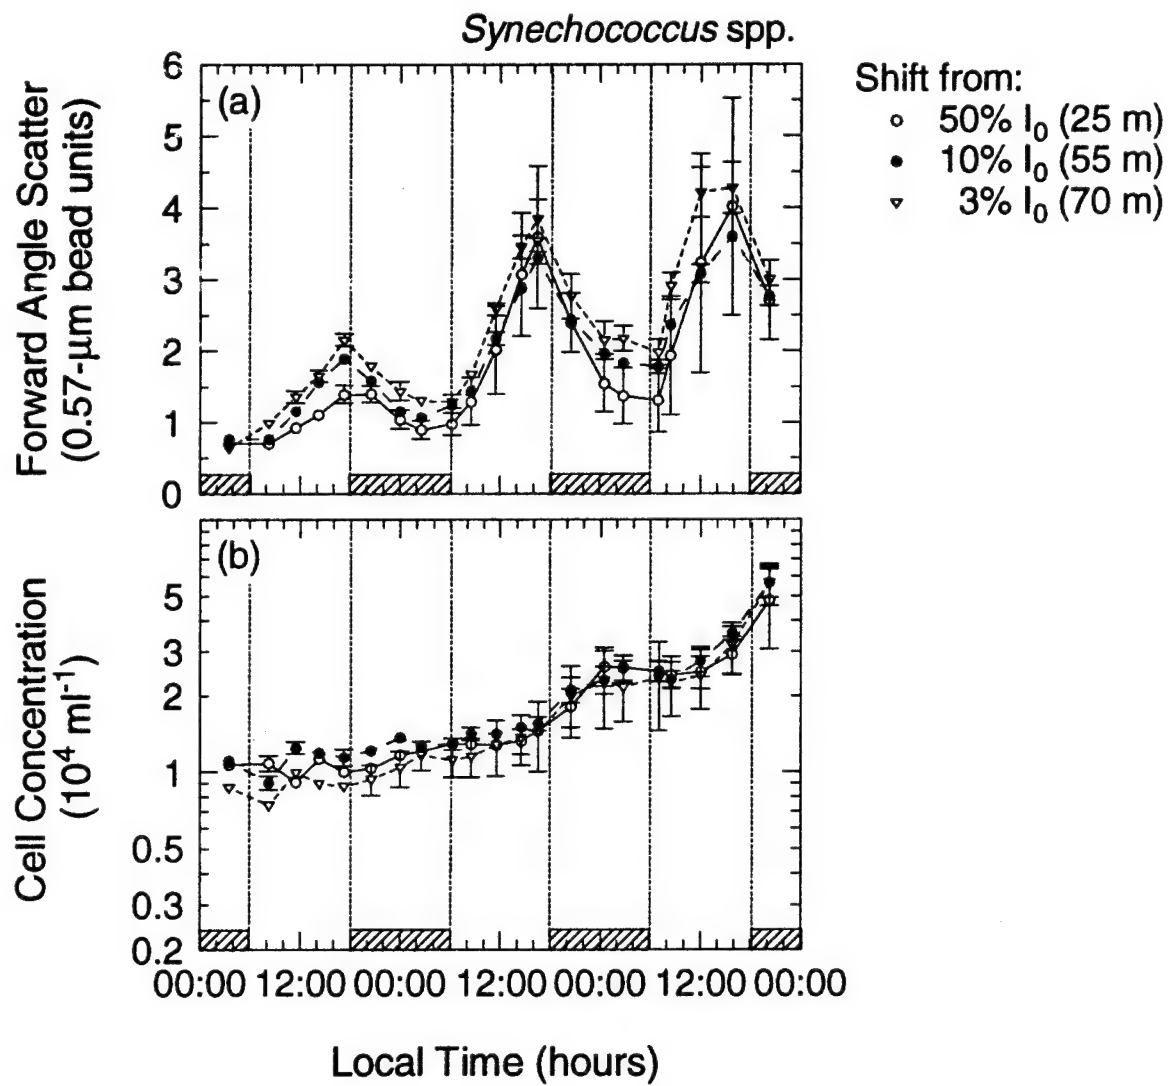 Synechococcus spp.
Forward Angle Scatter
(0.57-µm bead units)
6
5
4
3
2
1
0
(a)
Shift from:
50% I0 (25 m)
10% I0 (55 m)
3% I0 (70 m)
Cell Concentration
(10⁴ ml⁻¹)
5
3
2
1
0.5
0.3
0.2
(b)
00:00 12:00 00:00 12:00 00:00 12:00 00:00
Local Time (hours)